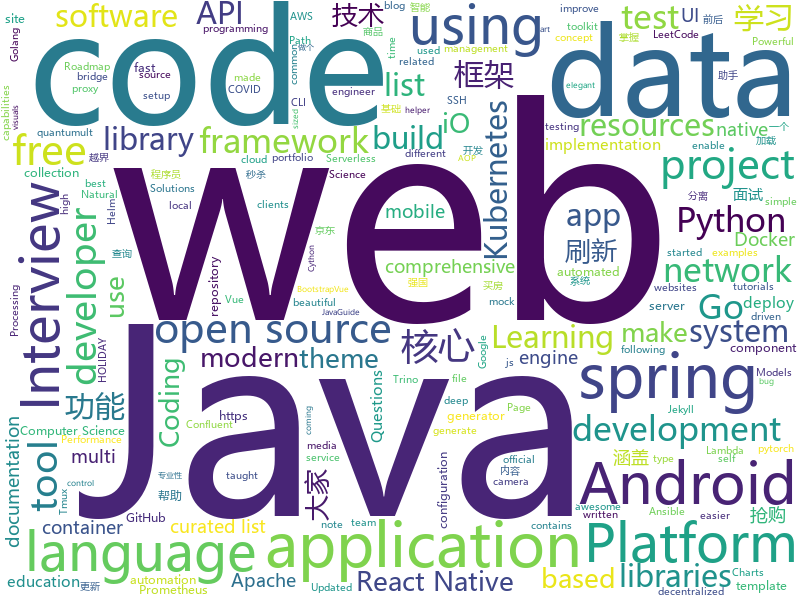 site
blog
智能
improve
Golang
AWS
software
API
技术
using
test
UI
前后
LeetCode
学习
Path
programming
商品
toolkit
art
掌握
Powerful
Roadmap
bridge
proxy
fast
source
made
common
做个
code
time
used
management
concept
data
助手
elegant
capabilities
visuals
setup
COVID
engineer
CLI
基础
helper
related
list
框架
sized
SSH
quantumult
library
framework
build
iO
testing
resources
一个
native
加载
free
越界
cloud
portfolio
different
Kubernetes
开发
AOP
implementation
enable
collection
程序员
Serverless
Science
project
best
Natural
Solutions
秒杀
local
clients
high
Helm
分离
面试
simple
web
mobile
app
Python
Interview
developer
repository
京东
查询
Vue
Cython
comprehensive
刷新
Docker
started
examples
automated
系统
network
use
beautiful
BootstrapVue
强国
买房
websites
tutorials
Processing
mock
Go
server
deploy
driven
JavaGuide
open source
核心
Learning
make
system
following
component
HOLIDAY
modern
theme
Google
js
engine
Trino
file
spring
Models
bug
功能
Coding
Java
Questions
deep
generator
generate
Page
Jekyll
documentation
Computer Science
Performance
multi
https
Confluent
coming
media
service
configuration
official
内容
camera
development
涵盖
type
Lambda
self
pytorch
tool
Tmux
control
专业性
帮助
taught
大家
Android
container
GitHub
curated list
note
team
contains
awesome
written
Ansible
easier
抢购
language
application
Platform
education
更新
automation
Prometheus
Apache
Updated
React Native
based
libraries
Charts
template
decentralized